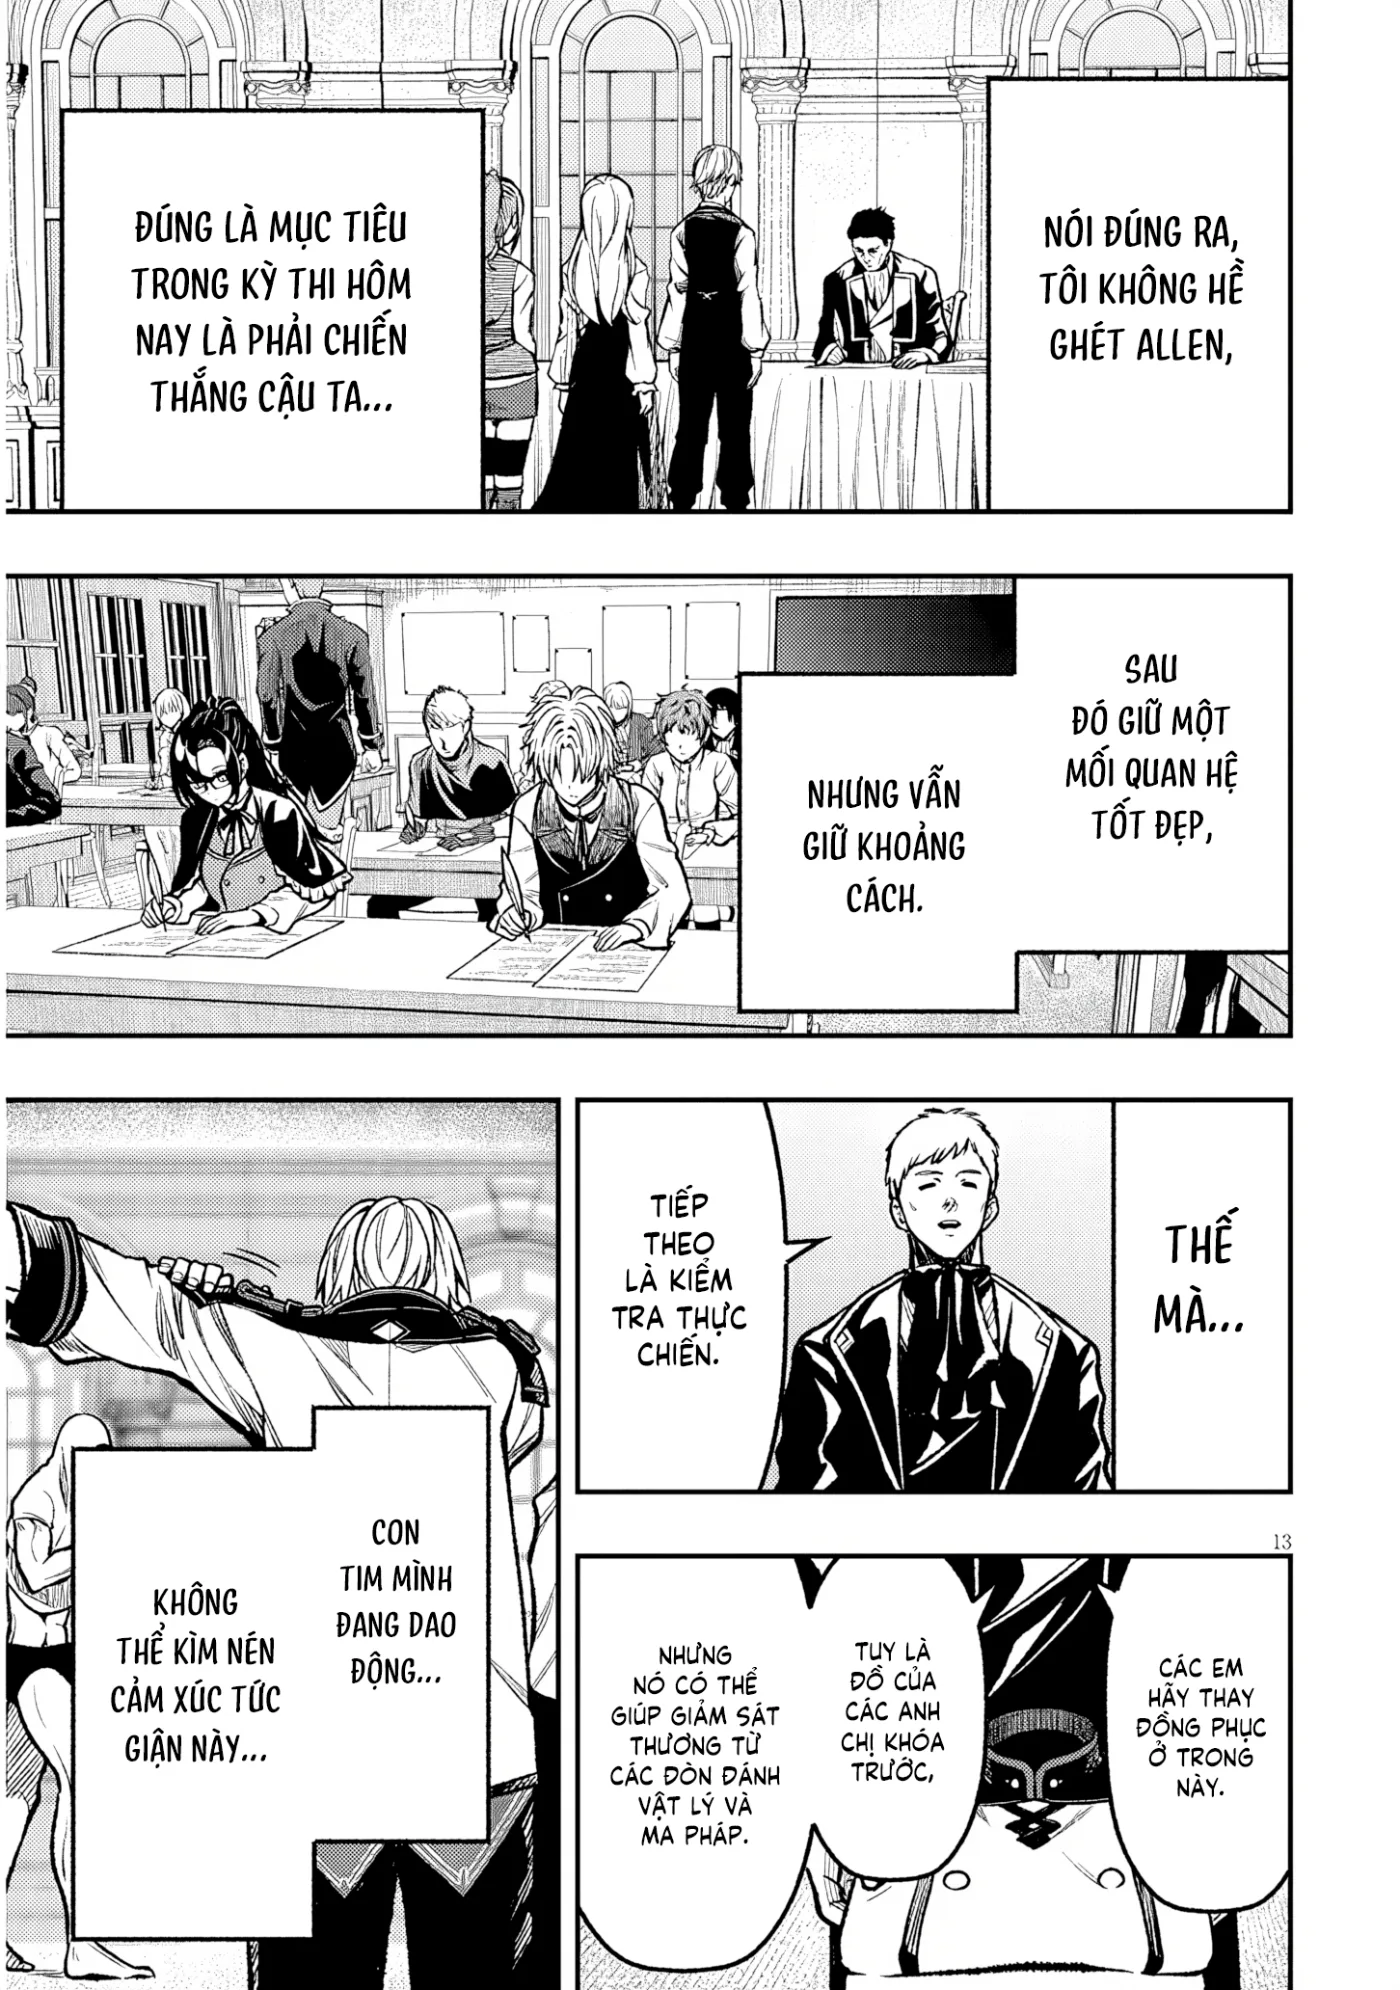 NÓI ĐÚNG RA,
TÔI KHÔNG HỀ
GHÉT ALLEN,
ĐÚNG LÀ MỤC TIÊU
TRONG KỲ THI HÔM
NAY LÀ PHẢI CHIẾN
THẮNG CẬU TA...
SAU
ĐÓ GIỮ MỘT
MỐI QUAN HỆ
TỐT ĐẸP,
NHƯNG VẪN
GIỮ KHOẢNG
CÁCH.
THẾ
MÀ...
TIẾP
THEO
LÀ KIỂM
TRA THỰC
CHIẾN.
13
CÁC EM
HÃY THAY
ĐỒNG PHỤC
Ở TRONG
NÀY.
TUY LÀ
ĐỒ CỦA
CÁC ANH
CHỊ KHÓA
TRƯỚC,
NHƯNG
NÓ CÓ THỂ
GIÚP GIẢM SÁT
THƯƠNG TỪ
CÁC ĐÒN ĐÁNH
VẬT LÝ VÀ
MA PHÁP.
CON
TIM MÌNH
ĐANG DAO
ĐỘNG...
KHÔNG
THỂ KÌM NÉN
CẢM XÚC TỨC
GIẬN NÀY...